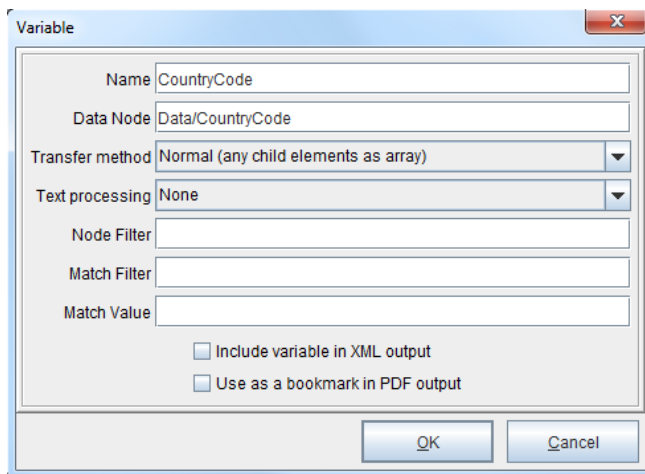 Variable
Name CountryCode
Data Node Data/CountryCode
Transfer method Normal (any child elements as array)
Text processing None
Node Filter
Match Filter
Match Value
Include variable in XML output
Use as a bookmark in PDF output
OK Cancel